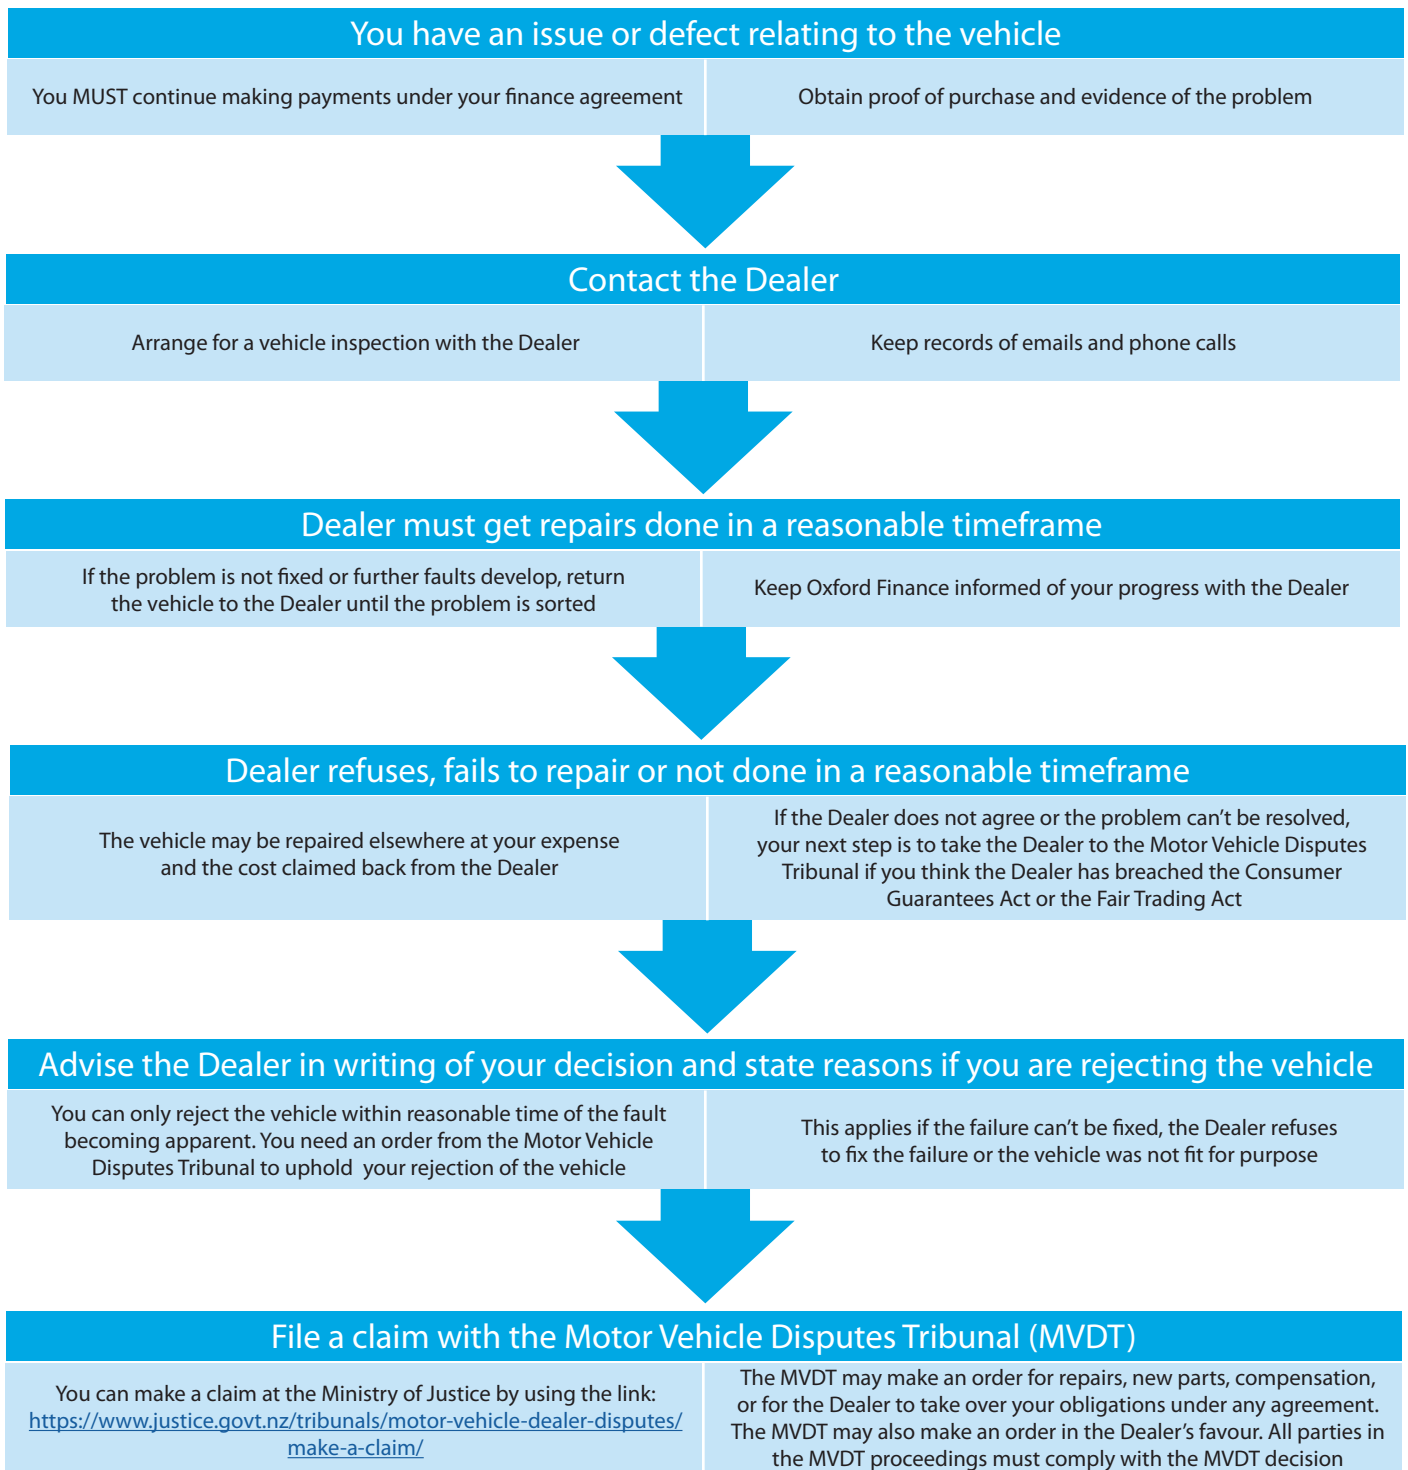 You have an issue or defect relating to the vehicle
You MUST continue making payments under your finance agreement
Obtain proof of purchase and evidence of the problem
Contact the Dealer
Arrange for a vehicle inspection with the Dealer
Keep records of emails and phone calls
Dealer must get repairs done in a reasonable timeframe
If the problem is not fixed or further faults develop, return
the vehicle to the Dealer until the problem is sorted
Keep Oxford Finance informed of your progress with the Dealer
Dealer refuses, fails to repair or not done in a reasonable timeframe
The vehicle may be repaired elsewhere at your expense
and the cost claimed back from the Dealer
If the Dealer does not agree or the problem can’t be resolved,
your next step is to take the Dealer to the Motor Vehicle Disputes
Tribunal if you think the Dealer has breached the Consumer
Guarantees Act or the Fair Trading Act
Advise the Dealer in writing of your decision and state reasons if you are rejecting the vehicle
You can only reject the vehicle within reasonable time of the fault
becoming apparent. You need an order from the Motor Vehicle
Disputes Tribunal to uphold  your rejection of the vehicle
This applies if the failure can’t be fixed, the Dealer refuses
to fix the failure or the vehicle was not fit for purpose
File a claim with the Motor Vehicle Disputes Tribunal (MVDT)
You can make a claim at the Ministry of Justice by using the link:
https://www.justice.govt.nz/tribunals/motor-vehicle-dealer-disputes/
make-a-claim/
The MVDT may make an order for repairs, new parts, compensation,
or for the Dealer to take over your obligations under any agreement.
The MVDT may also make an order in the Dealer’s favour. All parties in
the MVDT proceedings must comply with the MVDT decision